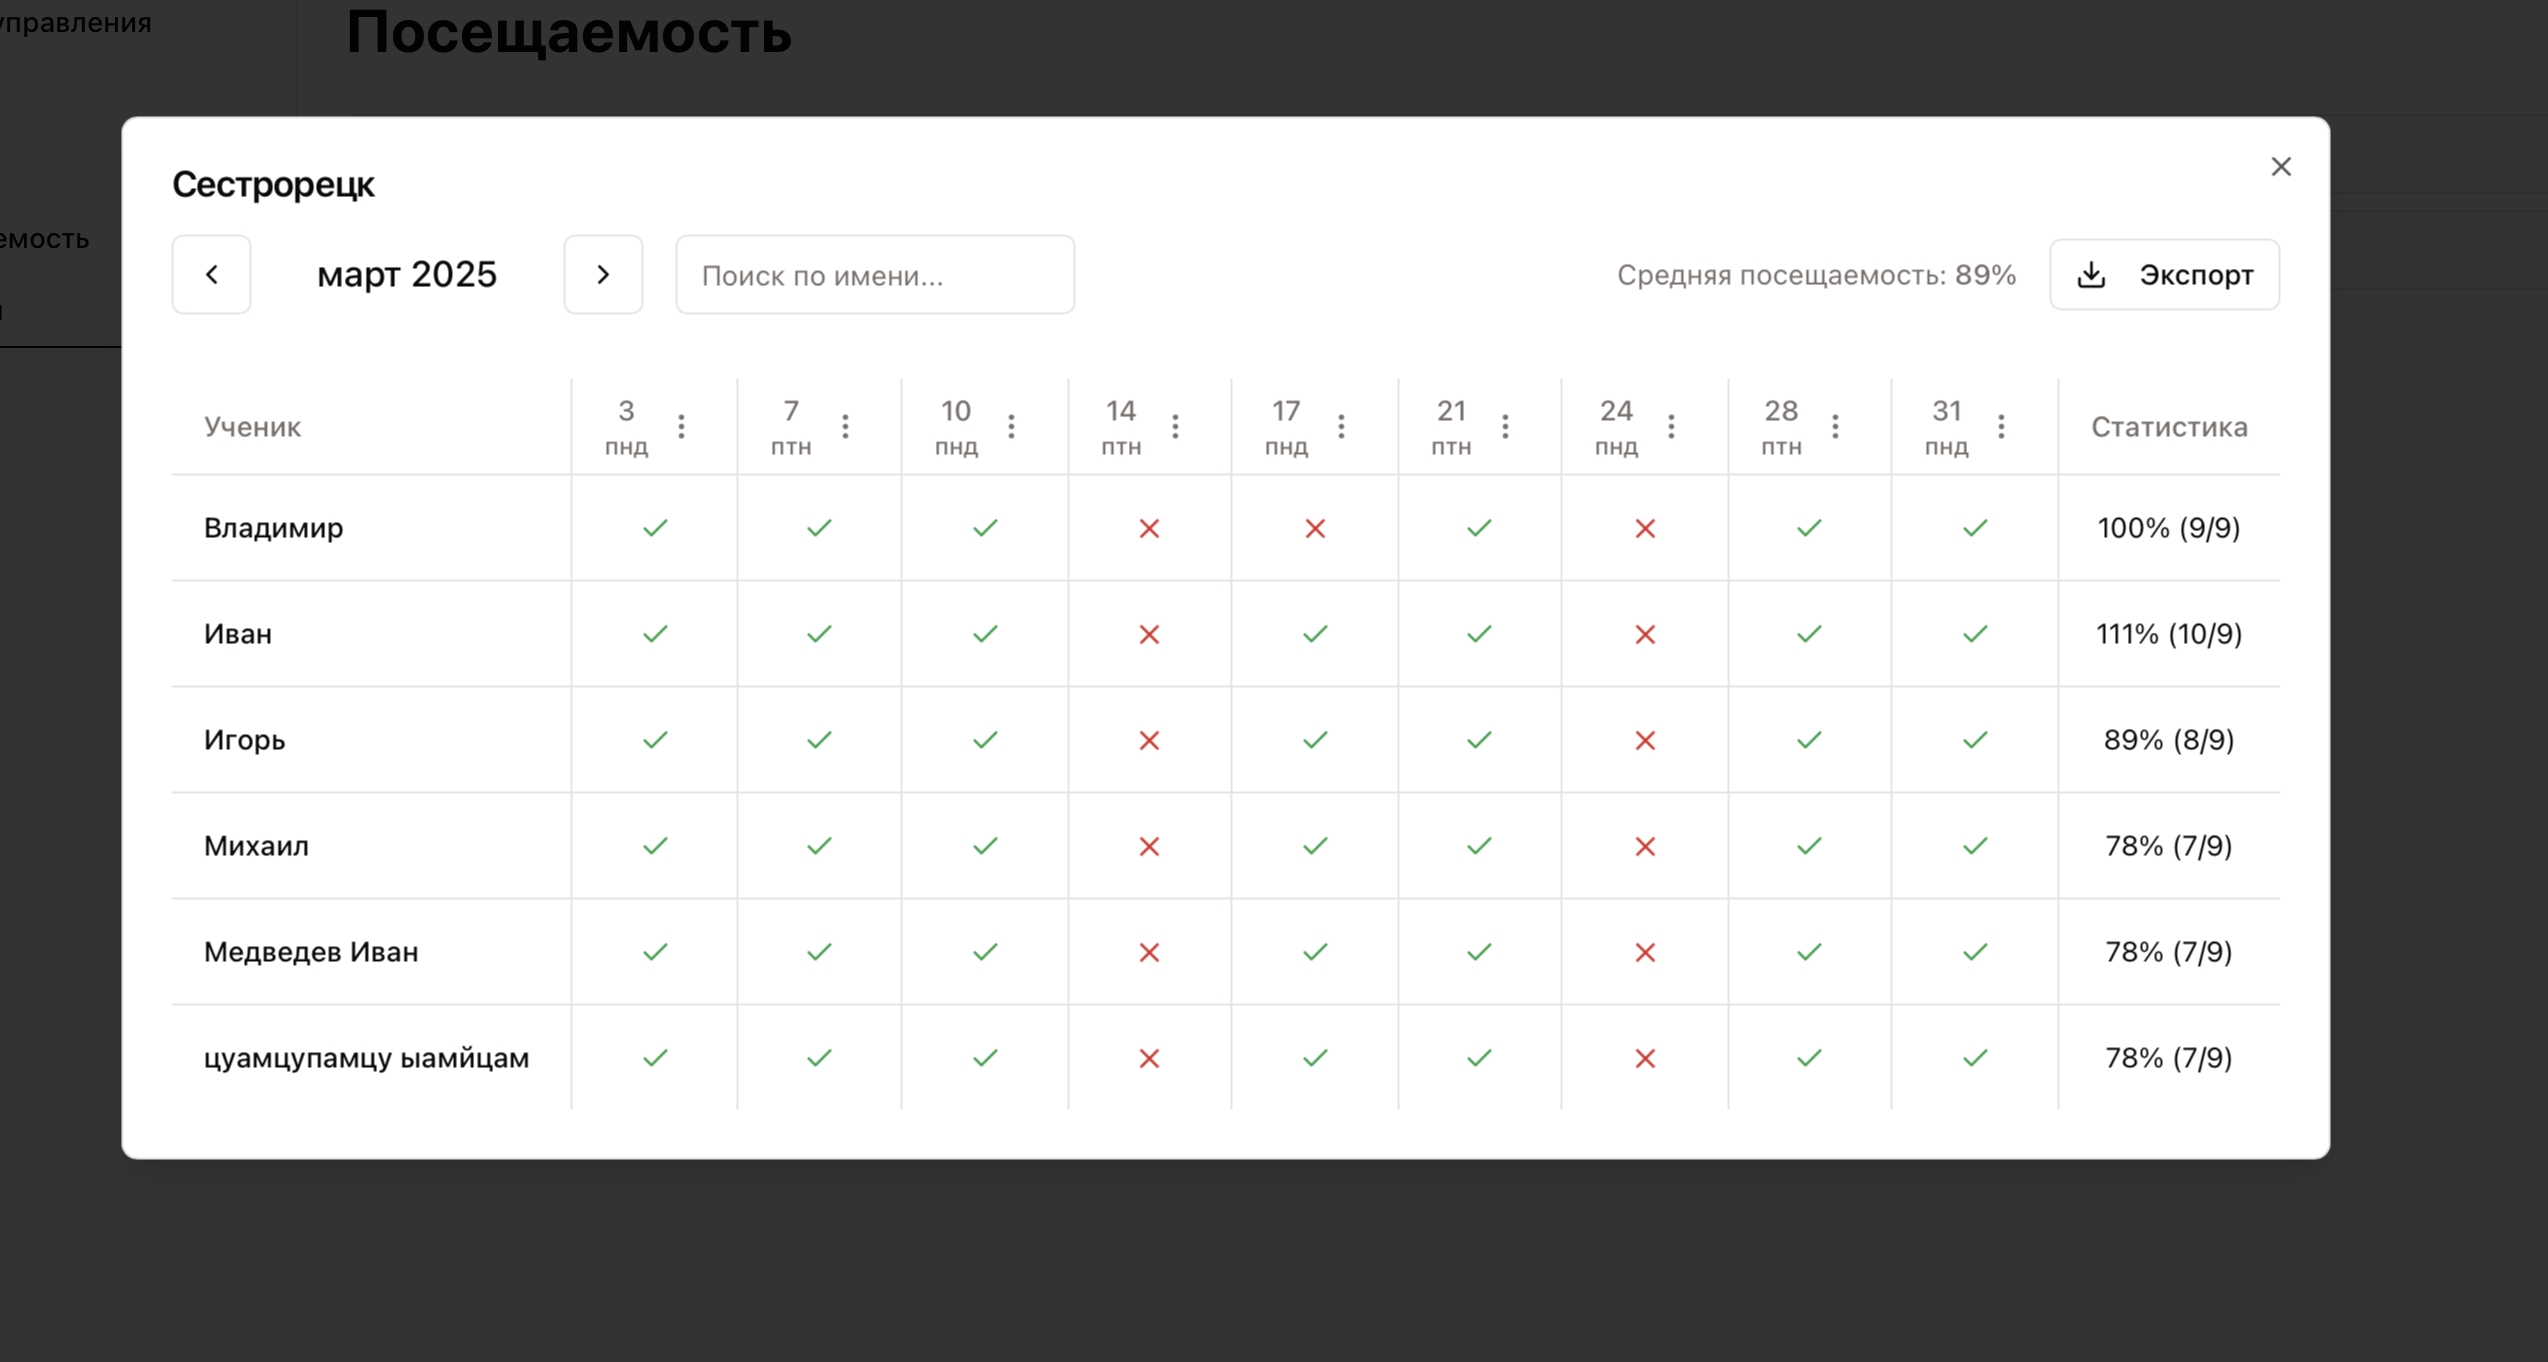 управления
Посещаемость
Сестрорецк
март 2025
Поиск по имени...
Средняя посещаемость: 89%
Экспорт
Ученик 3 пнд 7 птн 10 пнд 14 птн 17 пнд 21 птн 24 пнд 28 птн 31 пнд Статистика
Владимир 100% (9/9)
Иван 111% (10/9)
Игорь 89% (8/9)
Михаил 78% (7/9)
Медведев Иван 78% (7/9)
цуамцупамцу ыамйцам 78% (7/9)